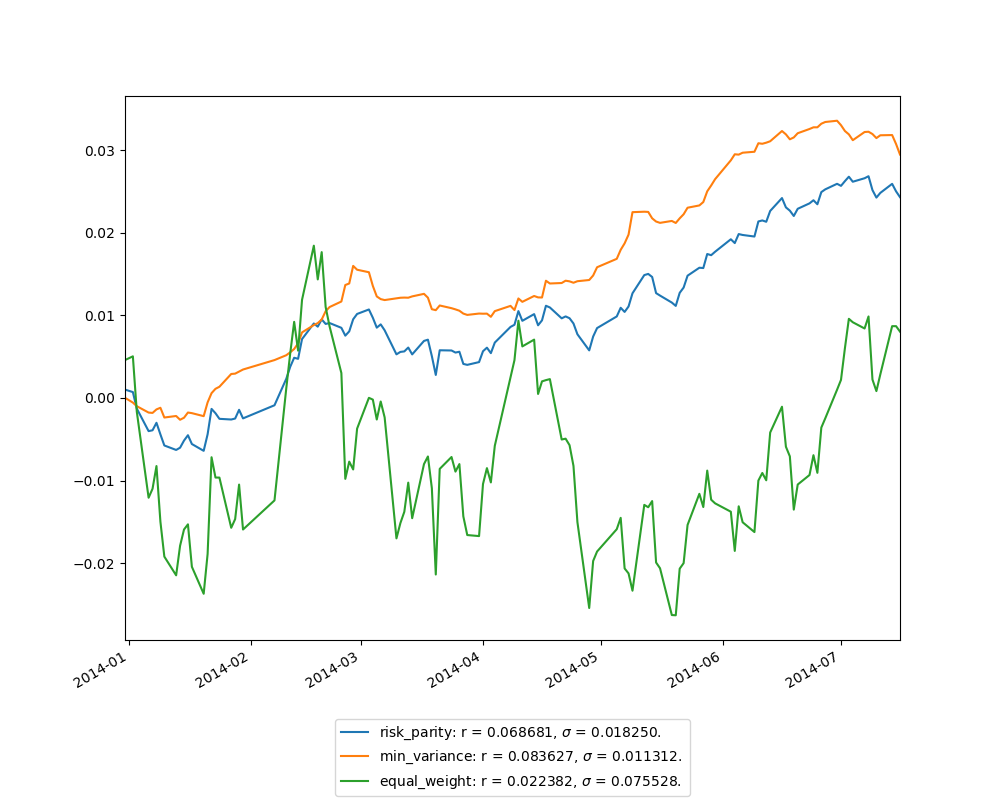 0.03
0.02
0.01
0.00
−0.01
−0.02
2014-01 2014-02 2014-03 2014-04 2014-05 2014-06 2014-07
risk_parity: r = 0.068681, σ = 0.018250.
min_variance: r = 0.083627, σ = 0.011312.
equal_weight: r = 0.022382, σ = 0.075528.